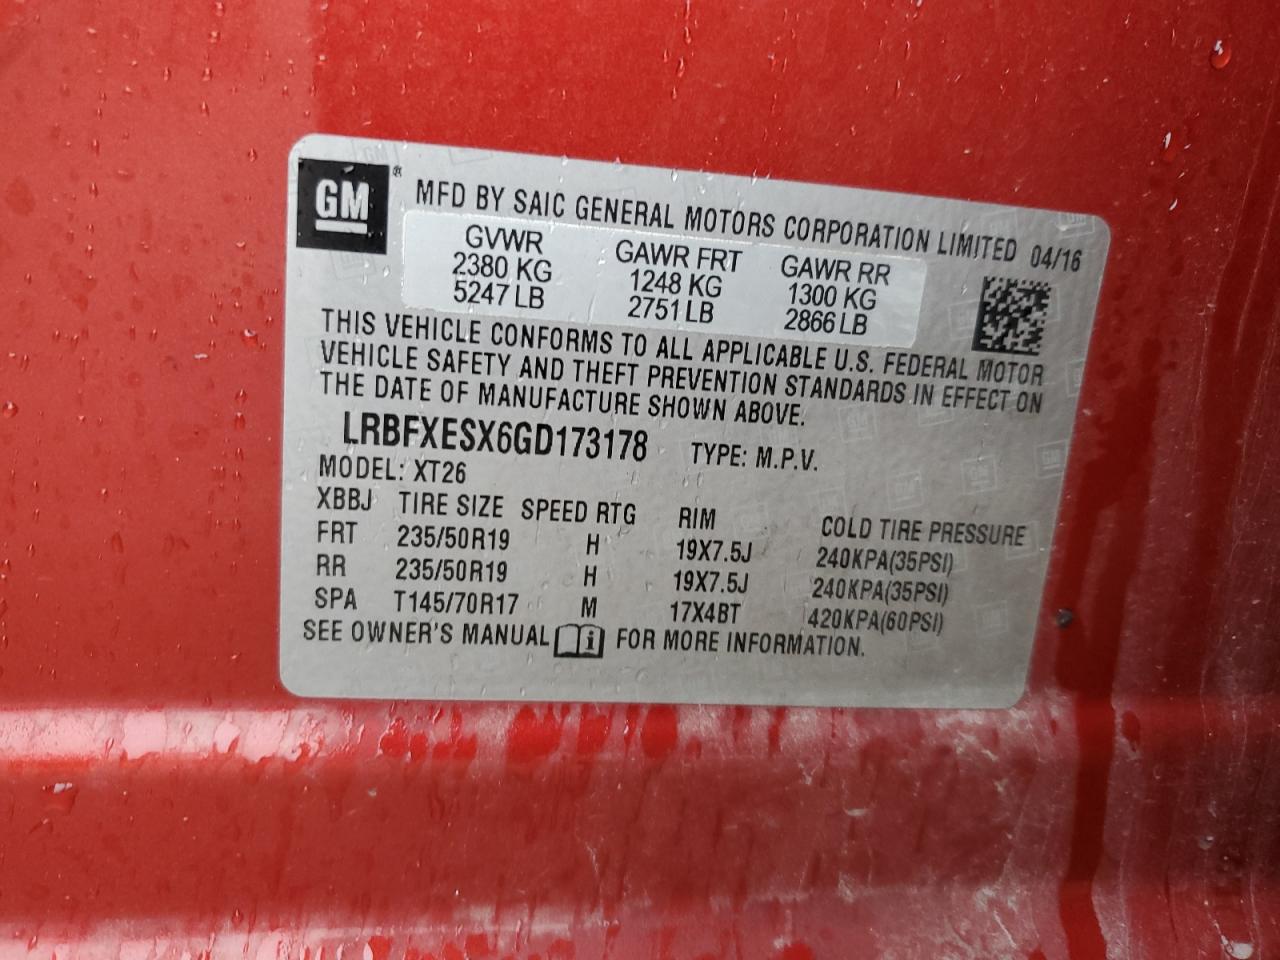 GM®
MFD BY SAIC GENERAL MOTORS CORPORATION LIMITED 04/16
GVWR GAWR FRT GAWR RR
2380 KG 1248 KG 1300 KG
5247 LB 2751 LB 2866 LB
THIS VEHICLE CONFORMS TO ALL APPLICABLE U.S. FEDERAL MOTOR
VEHICLE SAFETY AND THEFT PREVENTION STANDARDS IN EFFECT ON
THE DATE OF MANUFACTURE SHOWN ABOVE.
LRBFXESX6GD173178 TYPE: M.P.V.
MODEL: XT26
XBBJ TIRE SIZE SPEED RTG RIM COLD TIRE PRESSURE
FRT 235/50R19 H 19X7.5J 240KPA(35PSI)
RR 235/50R19 H 19X7.5J 240KPA(35PSI)
SPA T145/70R17 M 17X4BT 420KPA(60PSI)
SEE OWNER'S MANUAL i FOR MORE INFORMATION.